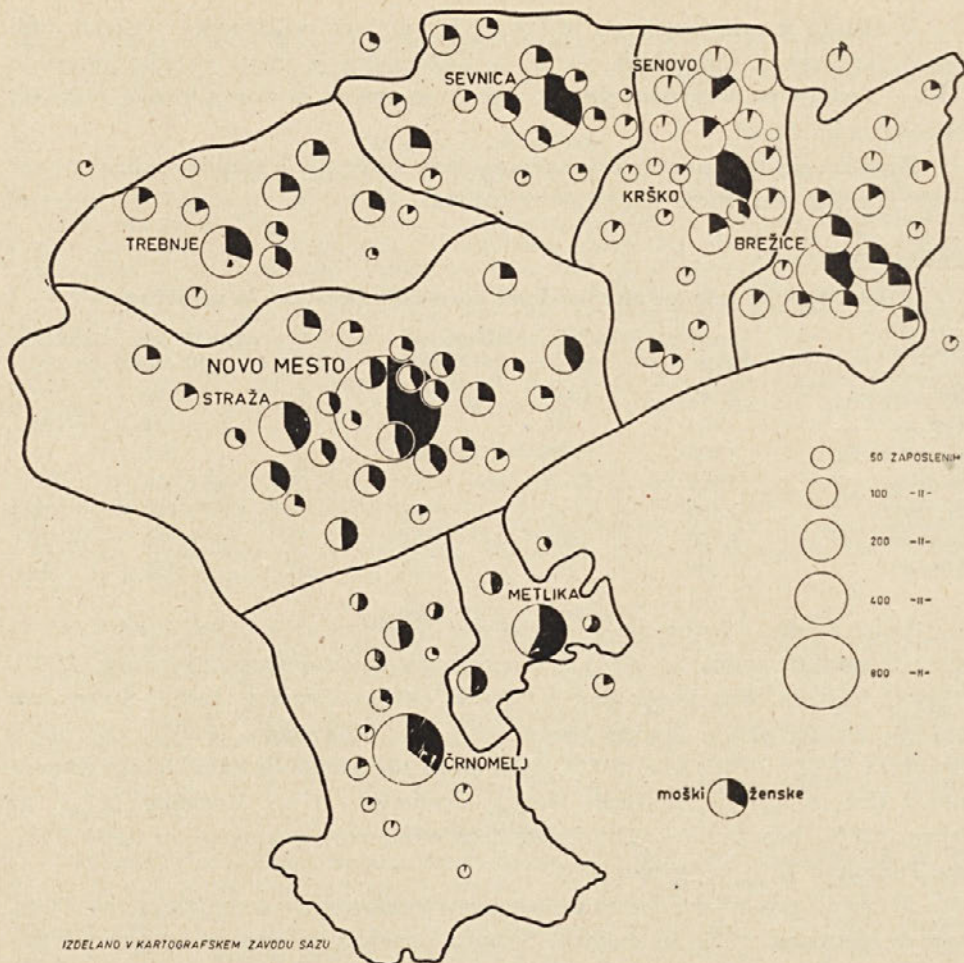 SENOVO
SEVNICA
KRŠKO
TREBNJE
BREŽICE
NOVO MESTO
STRAŽA
50 ZAPOSLENIH
100 -II-
200 -II-
400 -II-
METLIKA
800 -II-
ČRNOMELJ
moški ženske
IZDELANO V KARTOGRAFSKEM ZAVODU SAZU